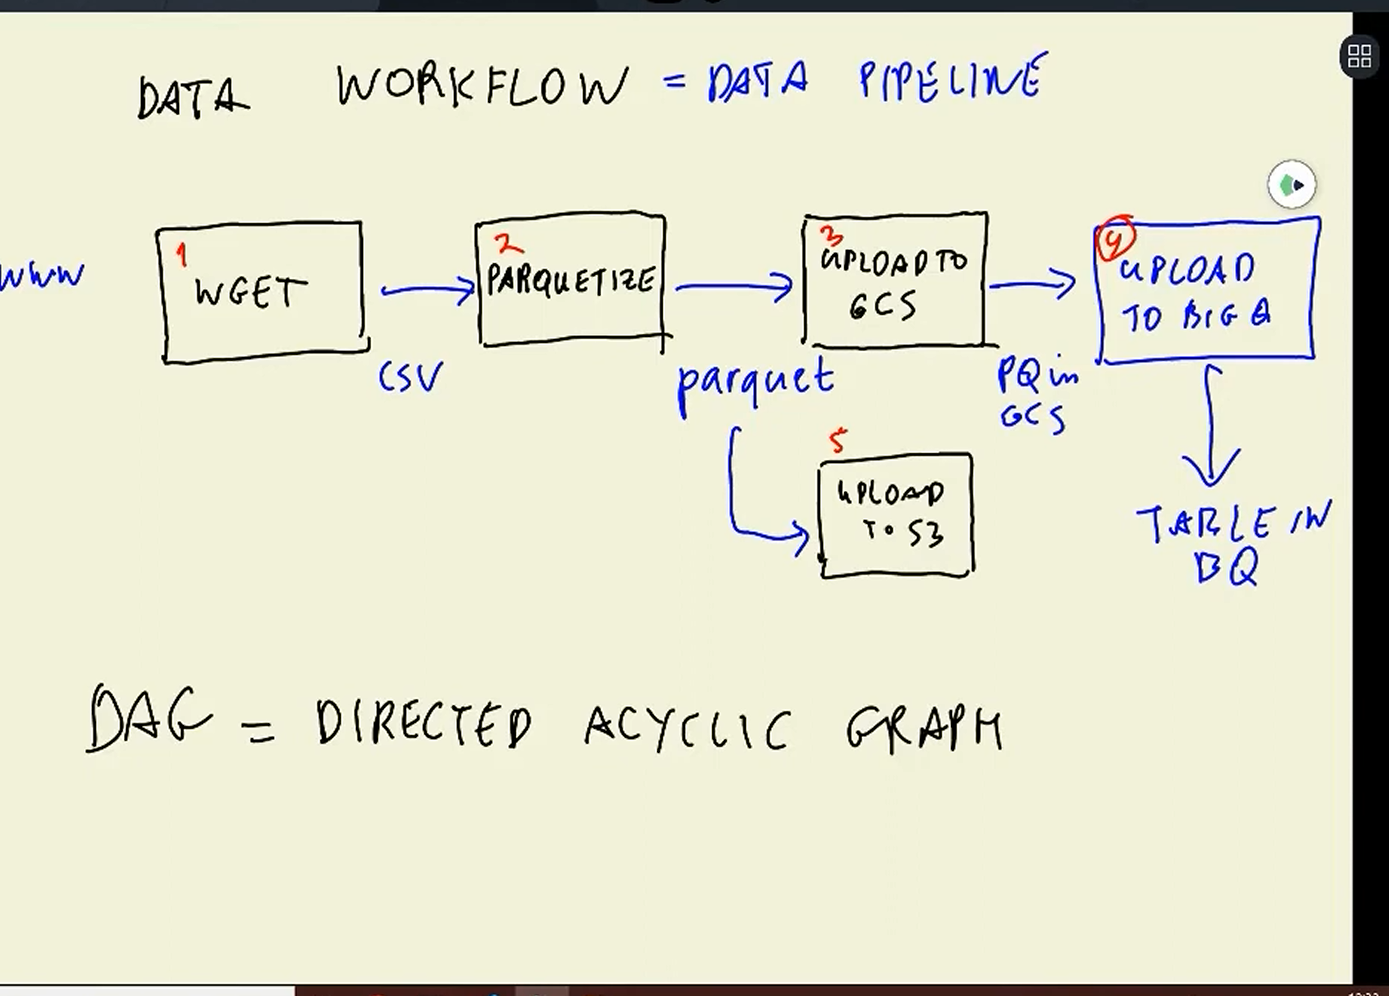 DATA WORKFLOW = DATA PIPELINE
WWW
1
WGET
CSV
2
PARQUETIZE
parquet
3
UPLOAD TO
GCS
PQ in
GCS
4
UPLOAD
TO BIG Q
TABLE IN
BQ
5
UPLOAD
TO S3
DAG = DIRECTED ACYCLIC GRAPH